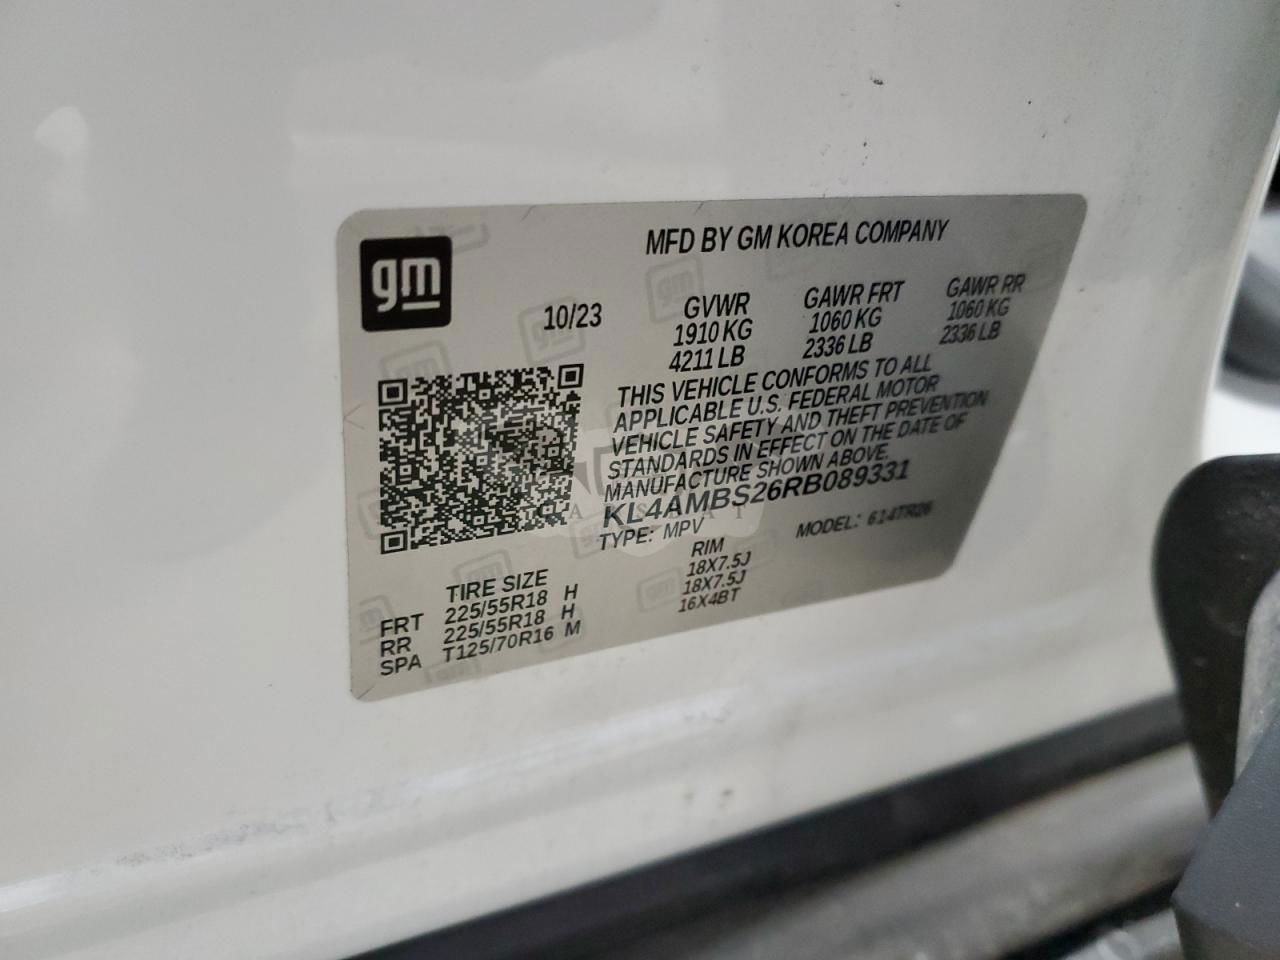 MFD BY GM KOREA COMPANY
gm
10/23
GVWR GAWR FRT GAWR RR
1910 KG 1060 KG 1060 KG
4211 LB 2336 LB 2336 LB
THIS VEHICLE CONFORMS TO ALL
APPLICABLE U.S. FEDERAL MOTOR
VEHICLE SAFETY AND THEFT PREVENTION
STANDARDS IN EFFECT ON THE DATE OF
MANUFACTURE SHOWN ABOVE.
KL4AMBS26RB089331
TYPE: MPV MODEL: 614TR26
TIRE SIZE RIM
FRT 225/55R18 H 18X7.5J
RR 225/55R18 H 18X7.5J
SPA T125/70R16 M 16X4BT